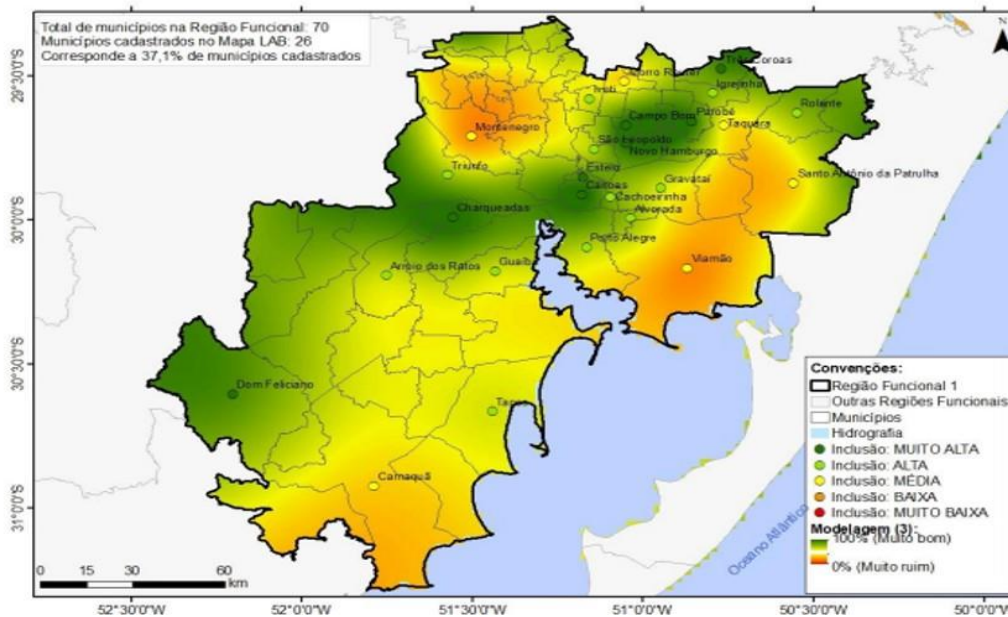 Total de municípios na Região Funcional: 70
Municípios cadastrados no Mapa LAB: 26
Corresponde a 37,1% de municípios cadastrados
N
29°30'0"S
30°0'0"S
30°30'0"S
31°0'0"S
Três Coroas
Morro Reuter
Igrejinha
Ivoti
Rolante
Campo Bom
Parobé
Taquara
Montenegro
São Leopoldo
Novo Hamburgo
Triunfo
Esteio
Santo Antônio da Patrulha
Canoas
Gravataí
Cachoeirinha
Charqueadas
Alvorada
Porto Alegre
Viamão
Guaíb
Arroio dos Ratos
Dom Feliciano
Tapes
Camaquã
Oceano Atlântico
Convenções:
Região Funcional 1
Outras Regiões Funcionais
Municípios
Hidrografia
Inclusão: MUITO ALTA
Inclusão: ALTA
Inclusão: MÉDIA
Inclusão: BAIXA
Inclusão: MUITO BAIXA
Modelagem (3):
100% (Muito bom)
0% (Muito ruim)
0 15 30 60
km
52°30'0"W 52°0'0"W 51°30'0"W 51°0'0"W 50°30'0"W 50°0'0"W